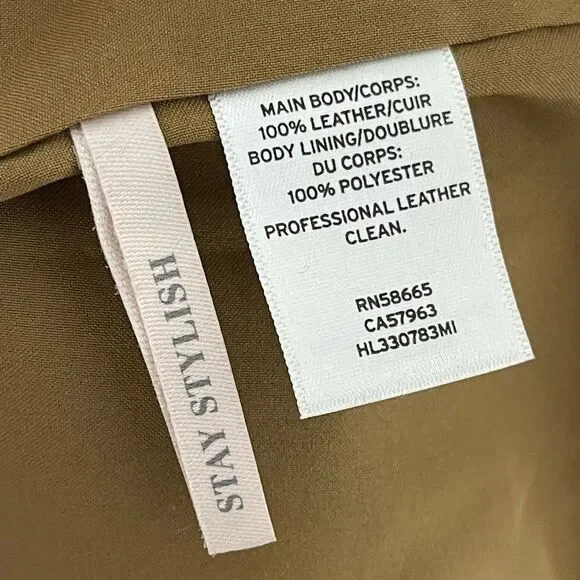 MAIN BODY/CORPS:
100% LEATHER/CUIR
BODY LINING/DOUBLURE
DU CORPS:
100% POLYESTER
PROFESSIONAL LEATHER
CLEAN.
RN58665
CA57963
HL330783MI
STAY STYLISH